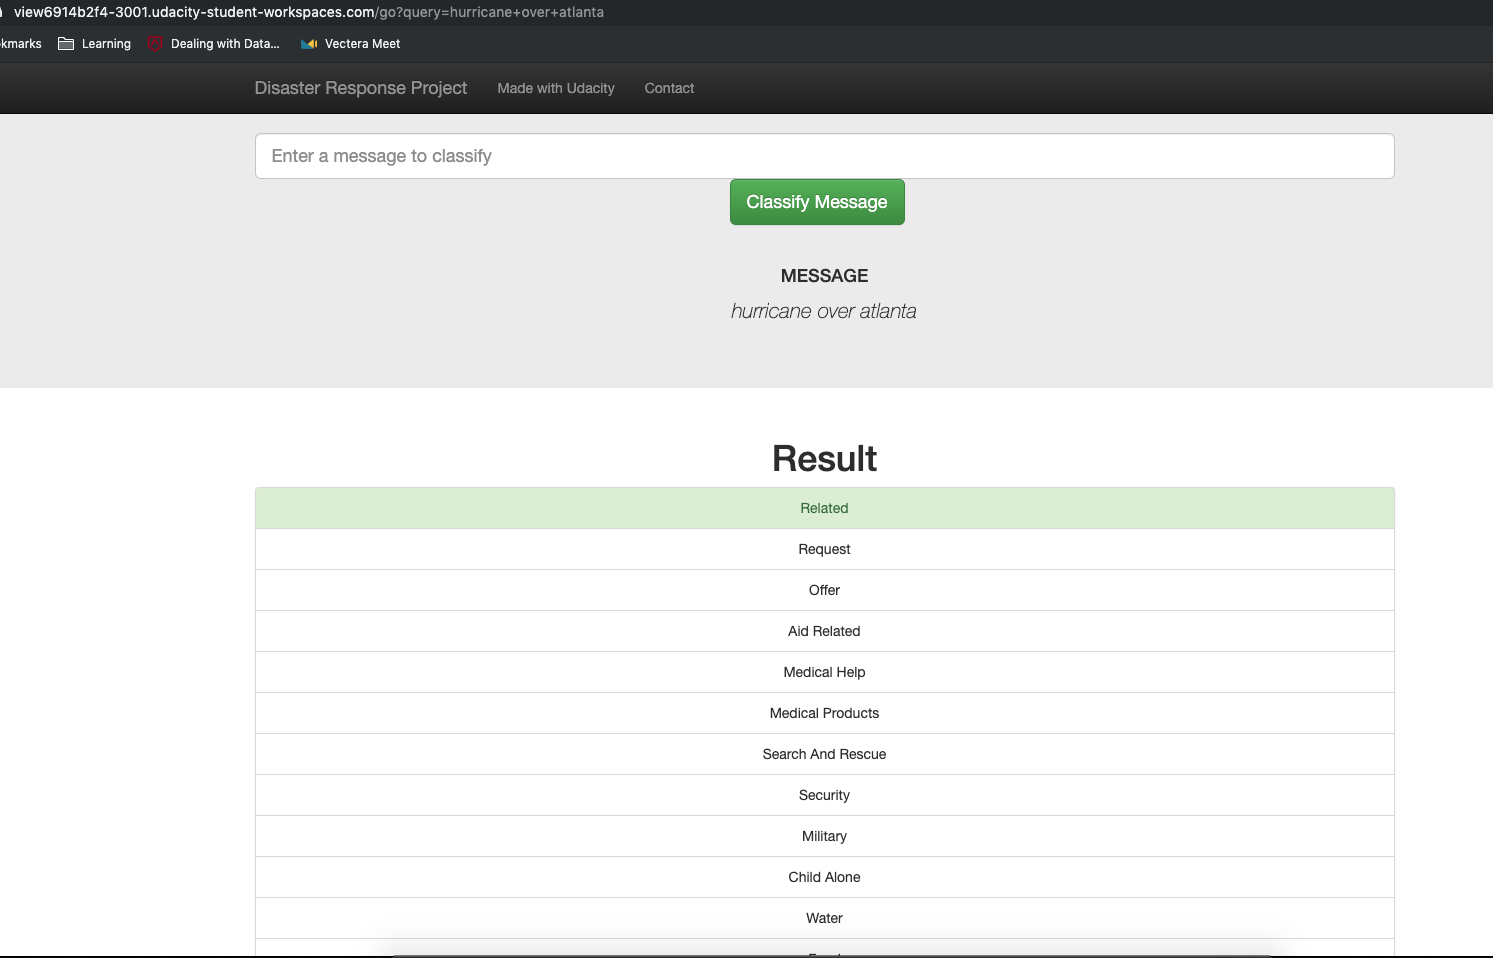 view6914b2f4-3001.udacity-student-workspaces.com/go?query=hurricane+over+atlanta
kmarks Learning Dealing with Data... Vectera Meet
Disaster Response Project Made with Udacity Contact
Enter a message to classify
Classify Message
MESSAGE
hurricane over atlanta
Result
Related
Request
Offer
Aid Related
Medical Help
Medical Products
Search And Rescue
Security
Military
Child Alone
Water